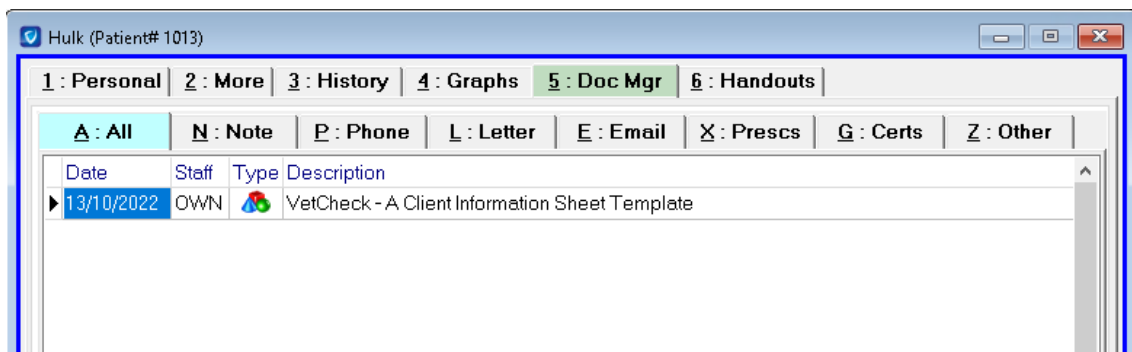 Hulk (Patient# 1013)
1 : Personal 2 : More 3 : History 4 : Graphs 5 : Doc Mgr 6 : Handouts
A : All N : Note P : Phone L : Letter E : Email X : Prescs G : Certs Z : Other
Date Staff Type Description
13/10/2022 OWN VetCheck - A Client Information Sheet Template